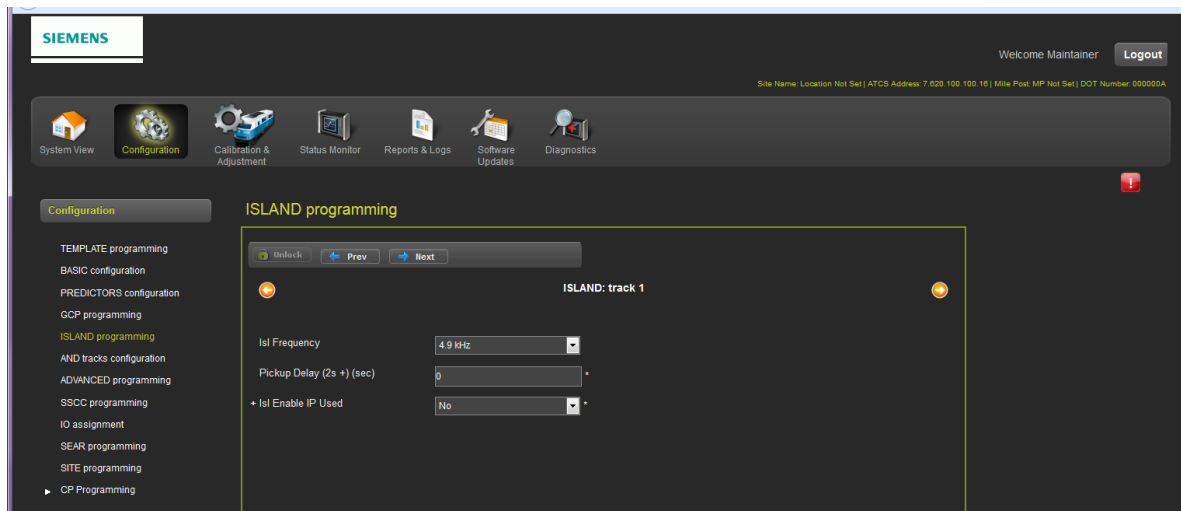 SIEMENS
Welcome Maintainer Logout
Site Name: Location Not Set | ATCS Address: 7.620.100.100.16 | Mile Post: MP Not Set | DOT Number: 000000A
System View
Configuration
Calibration &
Adjustment
Status Monitor
Reports & Logs
Software
Updates
Diagnostics
!
Configuration
TEMPLATE programming
BASIC configuration
PREDICTORS configuration
GCP programming
ISLAND programming
AND tracks configuration
ADVANCED programming
SSCC programming
IO assignment
SEAR programming
SITE programming
CP Programming
ISLAND programming
Unlock Prev Next
ISLAND: track 1
Isl Frequency 4.9 kHz
Pickup Delay (2s +) (sec) 0 *
+ Isl Enable IP Used No *